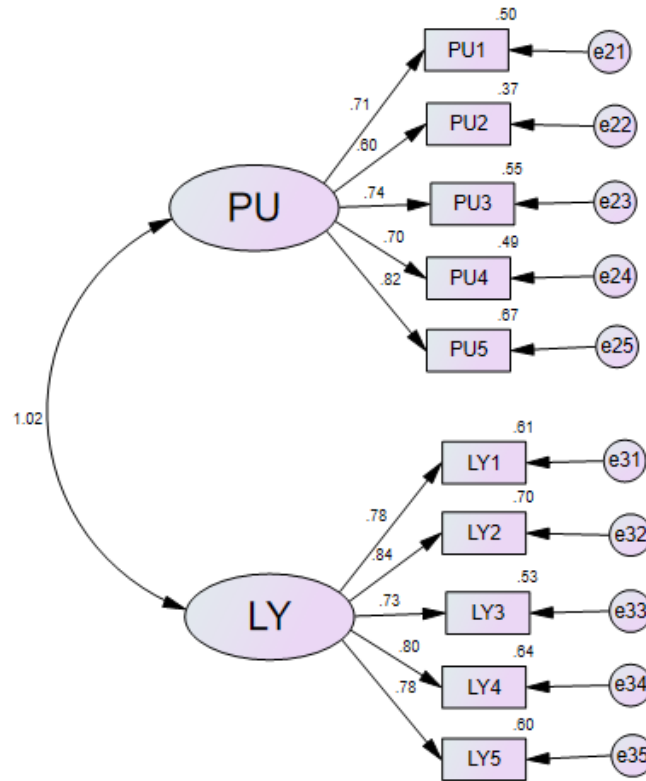 .50
PU1
e21
.71
.37
PU2
e22
.60
.55
PU3
e23
.74
PU
.49
PU4
e24
.70
.82
.67
PU5
e25
1.02
.61
LY1
e31
.78
.70
LY2
e32
.84
.53
LY3
e33
.73
LY
.64
LY4
e34
.80
.78
.60
LY5
e35